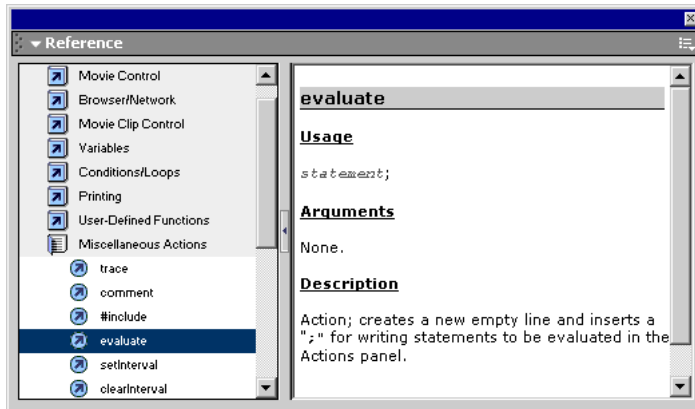 Reference
Movie Control
Browser/Network
Movie Clip Control
Variables
Conditions/Loops
Printing
User-Defined Functions
Miscellaneous Actions
trace
comment
#include
evaluate
setInterval
clearInterval
evaluate
Usage
statement;
Arguments
None.
Description
Action; creates a new empty line and inserts a
";" for writing statements to be evaluated in the
Actions panel.